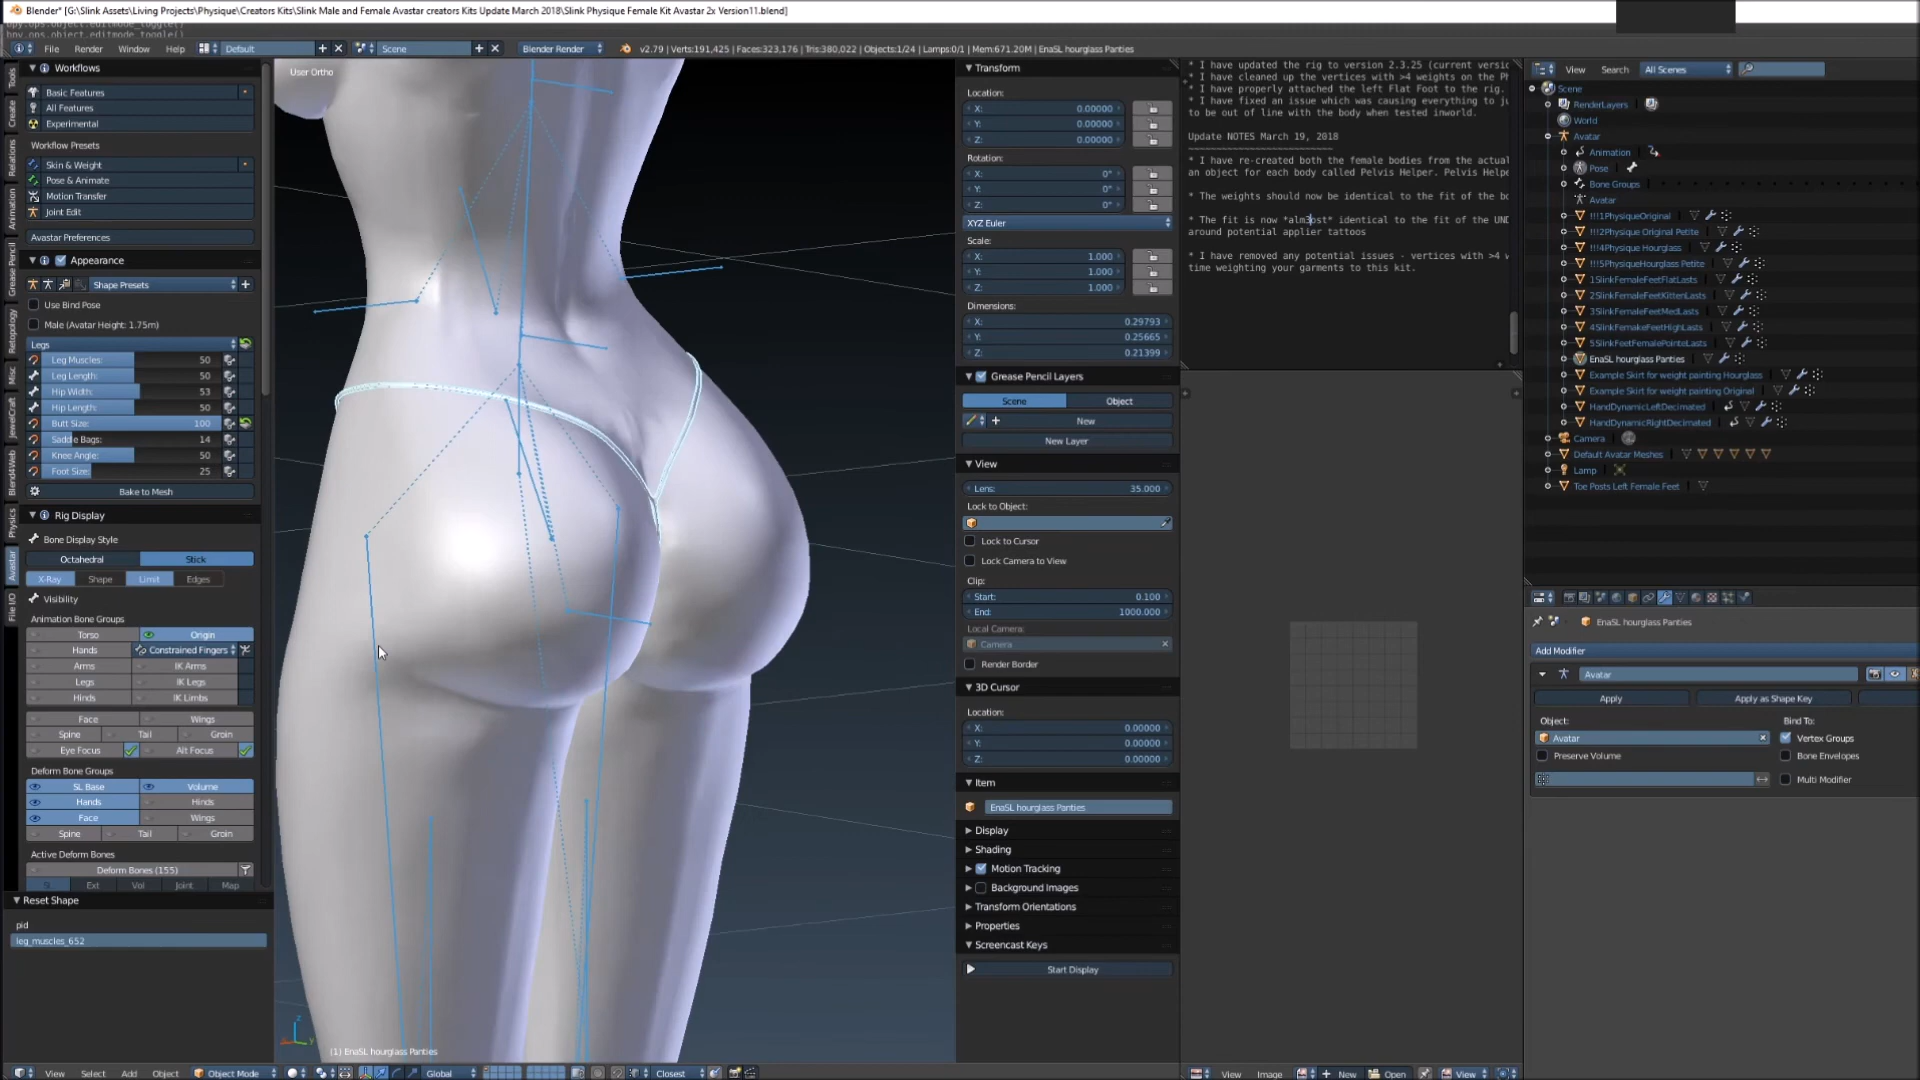 Blender* [G:\Slink Assets\Living Projects\Physique\Creators Kits\Slink Male and Female Avastar creators Kits Update March 2018\Slink Physique Female Kit Avastar 2x Version11.blend]
bpy.ops.object.editmode_toggle()
File Render Window Help Default Scene Blender Render v2.79 | Verts:191,425 | Faces:323,176 | Tris:380,022 | Objects:1/24 | Lamps:0/1 | Mem:671.20M | EnaSL hourglass Panties
Tools
Create
Relations
Animation
Grease Pencil
Retopology
Misc
JewelCraft
Blend4Web
Physics
Avastar
File I/O
Workflows
Basic Features
All Features
Experimental
Workflow Presets
Skin & Weight
Pose & Animate
Motion Transfer
Joint Edit
Avastar Preferences
Appearance
Shape Presets
Use Bind Pose
Male (Avatar Height: 1.75m)
Legs
Leg Muscles: 50
Leg Length: 50
Hip Width: 53
Hip Length: 50
Butt Size: 100
Saddle Bags: 14
Knee Angle: 50
Foot Size: 25
Bake to Mesh
Rig Display
Bone Display Style
Octahedral Stick
X-Ray Shape Limit Edges
Visibility
Animation Bone Groups
Torso Origin
Hands Constrained Fingers
Arms IK Arms
Legs IK Legs
Hinds IK Limbs
Face Wings
Spine Tail Groin
Eye Focus Alt Focus
Deform Bone Groups
SL Base Volume
Hands Hinds
Face Wings
Spine Tail Groin
Active Deform Bones
Deform Bones (155)
SL Ext Vol Joint Map
Reset Shape
pid
leg_muscles_652
User Ortho
(1) EnaSL hourglass Panties
View Select Add Object Object Mode Global Closest
Transform
Location:
X: 0.00000
Y: 0.00000
Z: 0.00000
Rotation:
X: 0°
Y: 0°
Z: 0°
XYZ Euler
Scale:
X: 1.000
Y: 1.000
Z: 1.000
Dimensions:
X: 0.29793
Y: 0.25665
Z: 0.21399
Grease Pencil Layers
Scene Object
New
New Layer
View
Lens: 35.000
Lock to Object:
Lock to Cursor
Lock Camera to View
Clip:
Start: 0.100
End: 1000.000
Local Camera:
Camera
Render Border
3D Cursor
Location:
X: 0.00000
Y: 0.00000
Z: 0.00000
Item
EnaSL hourglass Panties
Display
Shading
Motion Tracking
Background Images
Transform Orientations
Properties
Screencast Keys
Start Display
* I have updated the rig to version 2.3.25 (current versio
* I have cleaned up the vertices with >4 weights on the Ph
* I have properly attached the left Flat Foot to the rig.
* I have fixed an issue which was causing everything to ju
to be out of line with the body when tested inworld.
Update NOTES March 19, 2018
~~~~~~~~~~~~~~~~~~~~~~~~~~~
* I have re-created both the female bodies from the actual
an object for each body called Pelvis Helper. Pelvis Helpe
* The weights should now be identical to the fit of the bo
* The fit is now *alm3ost* identical to the fit of the UND
around potential applier tattoos
* I have removed any potential issues - vertices with >4 w
time weighting your garments to this kit.
View Image New Open View
View Search All Scenes
Scene
RenderLayers
World
Avatar
Animation
Pose
Bone Groups
Avatar
!!!1PhysiqueOriginal
!!!2Physique Original Petite
!!!4Physique Hourglass
!!!5PhysiqueHourglass Petite
1SlinkFemaleFeetFlatLasts
2SlinkFemaleFeetKittenLasts
3SlinkFemaleFeetMedLasts
4SlinkFemakeFeetHighLasts
5SlinkFeetFemalePointeLasts
EnaSL hourglass Panties
Example Skirt for weight painting Hourglass
Example Skirt for weight painting Original
HandDynamicLeftDecimated
HandDynamicRightDecimated
Camera
Default Avatar Meshes
Lamp
Toe Posts Left Female Feet
EnaSL hourglass Panties
Add Modifier
Avatar
Apply Apply as Shape Key
Object: Bind To:
Avatar Vertex Groups
Preserve Volume Bone Envelopes
Multi Modifier